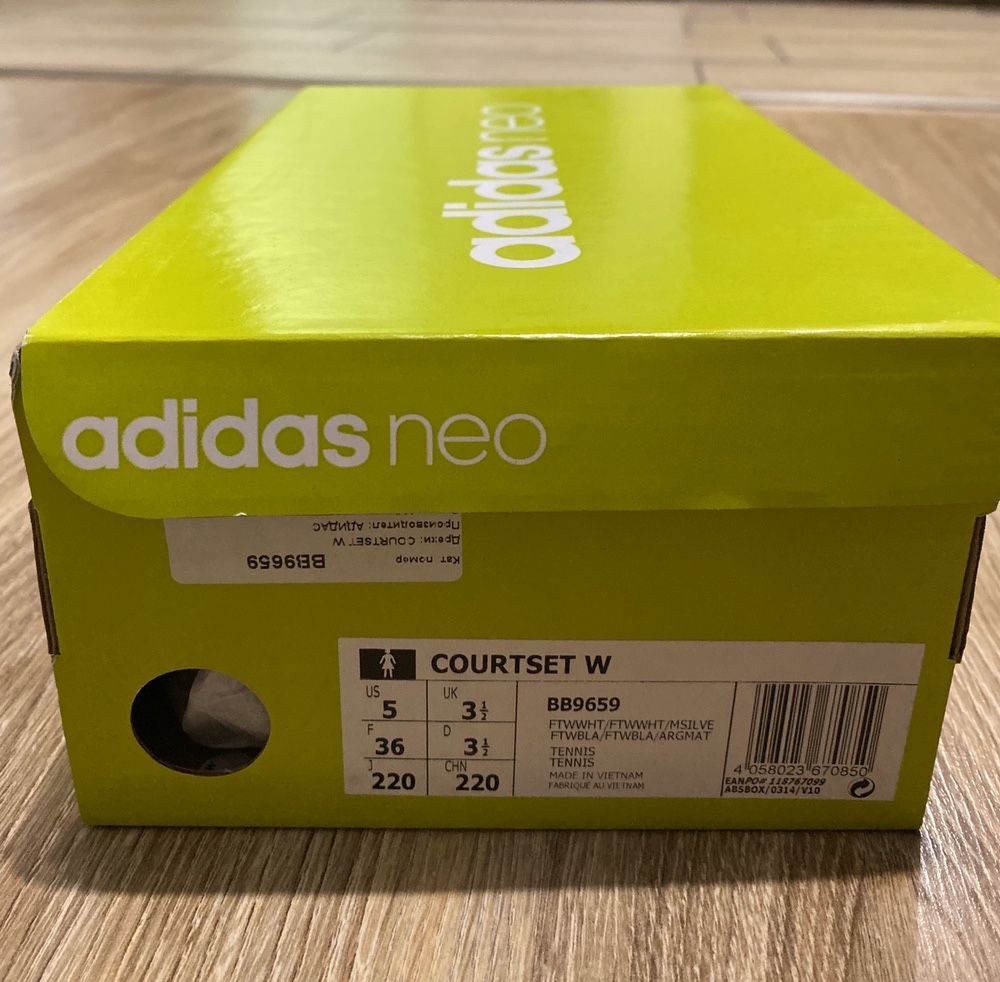 adidas neo
adidas neo
Кат номер BB9659
Дрехи: COURTSET W
Производител: АДИДАС
COURTSET W
US 5 UK 3½
F 36 D 3½
J 220 CHN 220
BB9659
FTWWHT/FTWWHT/MSILVE
FTWBLA/FTWBLA/ARGMAT
TENNIS
TENNIS
MADE IN VIETNAM
FABRIQUÉ AU VIETNAM
4 058023 670850
EANPO# 118767099
ABSBOX/0314/V10